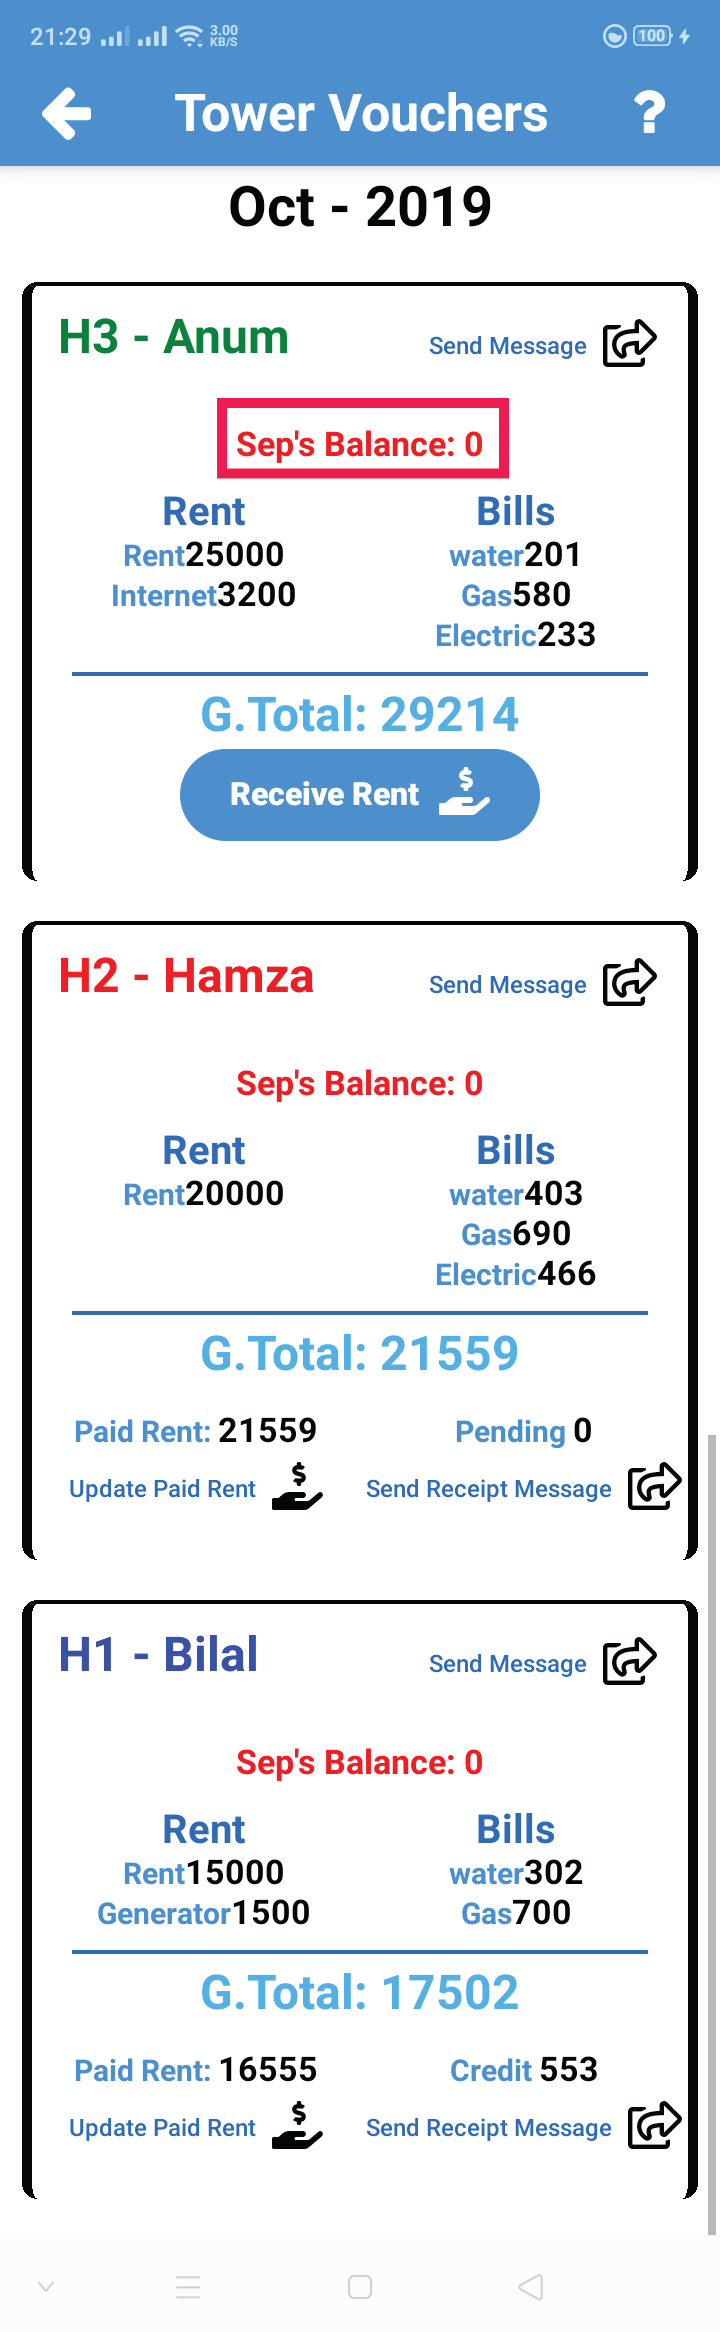 21:29 3.00 KB/S 100
Tower Vouchers ?
Oct - 2019
H3 - Anum Send Message
Sep's Balance: 0
Rent Bills
Rent25000 water201
Internet3200 Gas580
Electric233
G.Total: 29214
Receive Rent $
H2 - Hamza Send Message
Sep's Balance: 0
Rent Bills
Rent20000 water403
Gas690
Electric466
G.Total: 21559
Paid Rent: 21559 Pending 0
Update Paid Rent $ Send Receipt Message
H1 - Bilal Send Message
Sep's Balance: 0
Rent Bills
Rent15000 water302
Generator1500 Gas700
G.Total: 17502
Paid Rent: 16555 Credit 553
Update Paid Rent $ Send Receipt Message